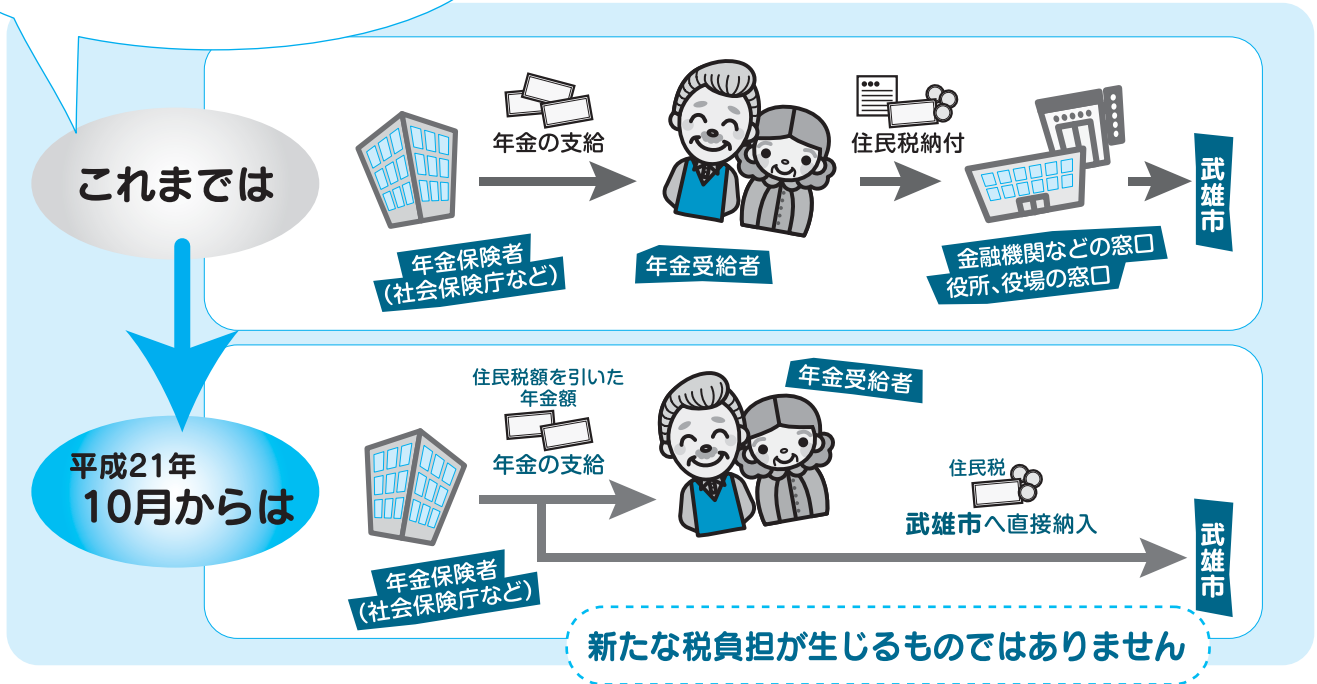 これまでは
年金の支給
住民税納付
武雄市
年金保険者
（社会保険庁など）
年金受給者
金融機関などの窓口
役所、役場の窓口
平成21年
10月からは
住民税額を引いた
年金額
年金の支給
年金受給者
住民税
武雄市へ直接納入
武雄市
年金保険者
（社会保険庁など）
新たな税負担が生じるものではありません